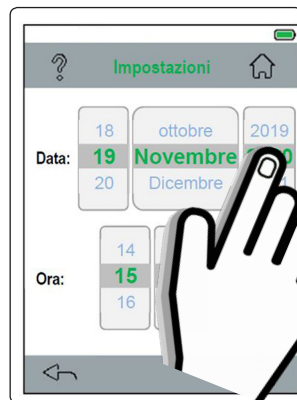 ?
Impostazioni
18 ottobre 2019
Data: 19 Novembre
20 Dicembre
14
Ora: 15
16